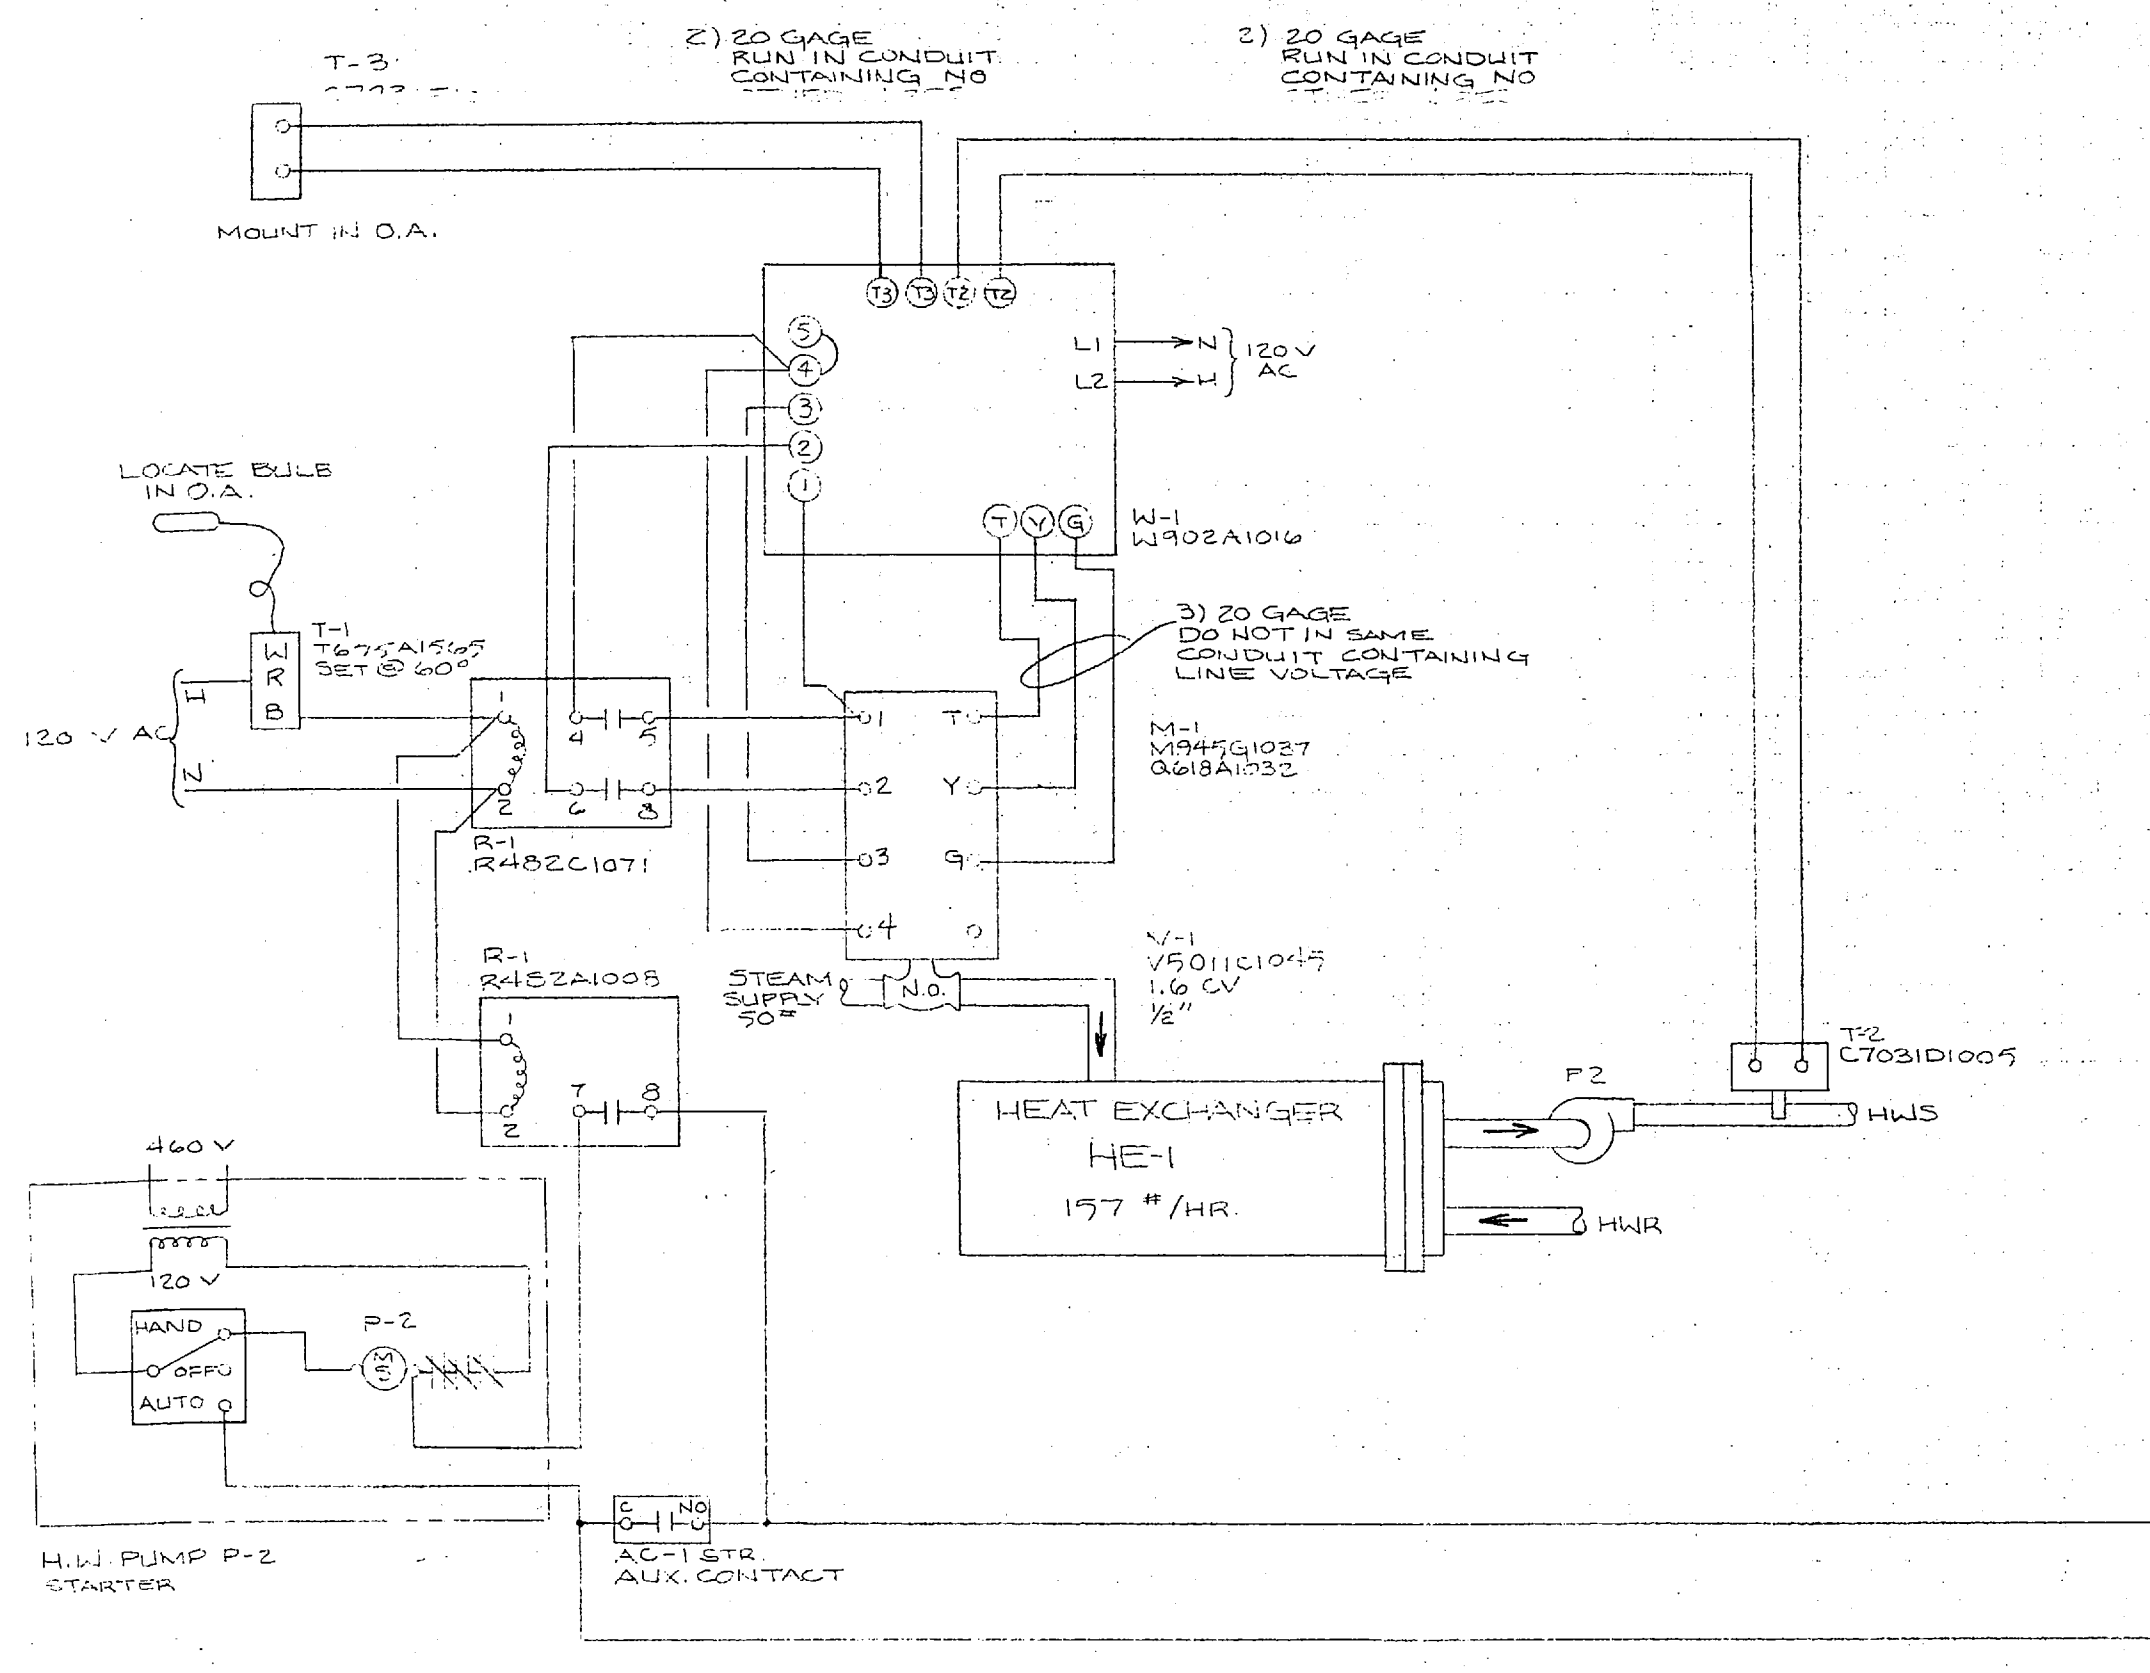 T-3
2) 20 GAGE
RUN IN CONDUIT
CONTAINING NO
2) 20 GAGE
RUN IN CONDUIT
CONTAINING NO
MOUNT IN O.A.
T3 T3 T2 T2
5
4
3
2
1
L1 N
L2 H
120 V
AC
T Y G
W-1
W902A1016
LOCATE BULB
IN O.A.
W
R
B
T-1
T675A1565
SET @ 60°
120 V AC
H
N
1
2
4 5
6 8
R-1
R482C1071
3) 20 GAGE
DO NOT IN SAME
CONDUIT CONTAINING
LINE VOLTAGE
1 T
2 Y
3 G
4
M-1
M945G1037
Q618A1032
R-1
R482A1008
1
2
7 8
STEAM
SUPPLY
50#
N.O.
V-1
V5011C1045
1.6 CV
1/2"
HEAT EXCHANGER
HE-1
157 #/HR.
P2
T-2
C7031D1005
HWS
HWR
460 V
120 V
HAND
OFF
AUTO
P-2
M
S
H.W. PUMP P-2
STARTER
C NO
AC-1 STR.
AUX. CONTACT